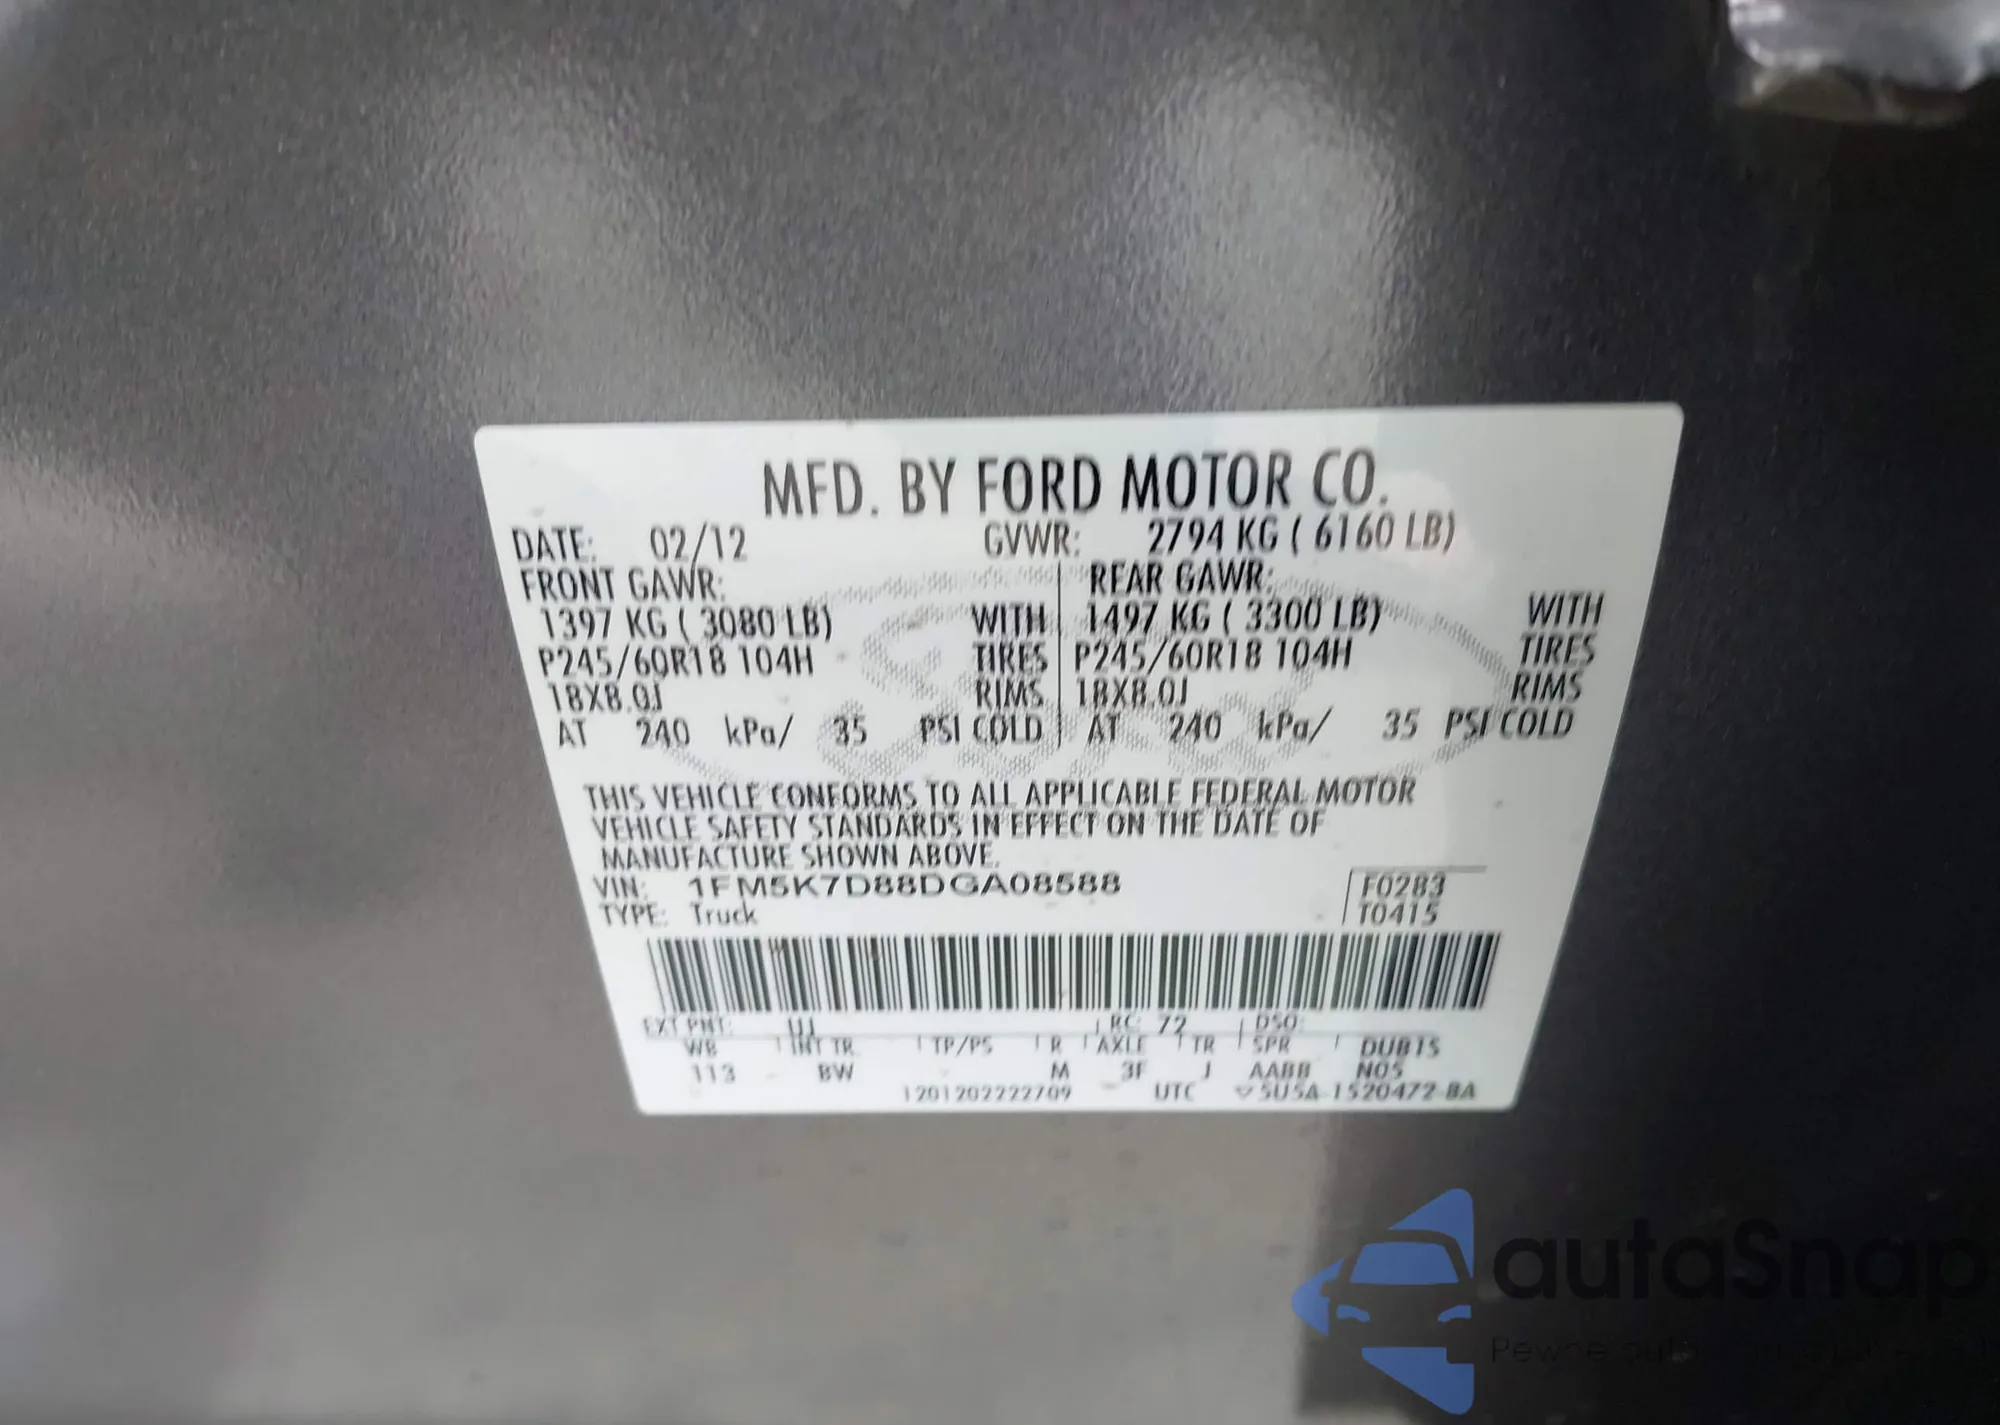 MFD. BY FORD MOTOR CO.
DATE: 02/12 GVWR: 2794 KG ( 6160 LB)
FRONT GAWR: REAR GAWR:
1397 KG ( 3080 LB) WITH 1497 KG ( 3300 LB) WITH
P245/60R18 104H TIRES P245/60R18 104H TIRES
18X8.0J RIMS 18X8.0J RIMS
AT 240 kPa/ 35 PSI COLD AT 240 kPa/ 35 PSI COLD
THIS VEHICLE CONFORMS TO ALL APPLICABLE FEDERAL MOTOR
VEHICLE SAFETY STANDARDS IN EFFECT ON THE DATE OF
MANUFACTURE SHOWN ABOVE.
VIN: 1FM5K7D88DGA08588 F0283
TYPE: Truck T0415
EXT PNT: UJ RC: 72 DSO:
WB INT TR TP/PS R AXLE TR SPR DUB15
113 BW M 3F J AABB N05
1201202222709 UTC 5U5A-1520472-BA
autaSnap
Pewne auta